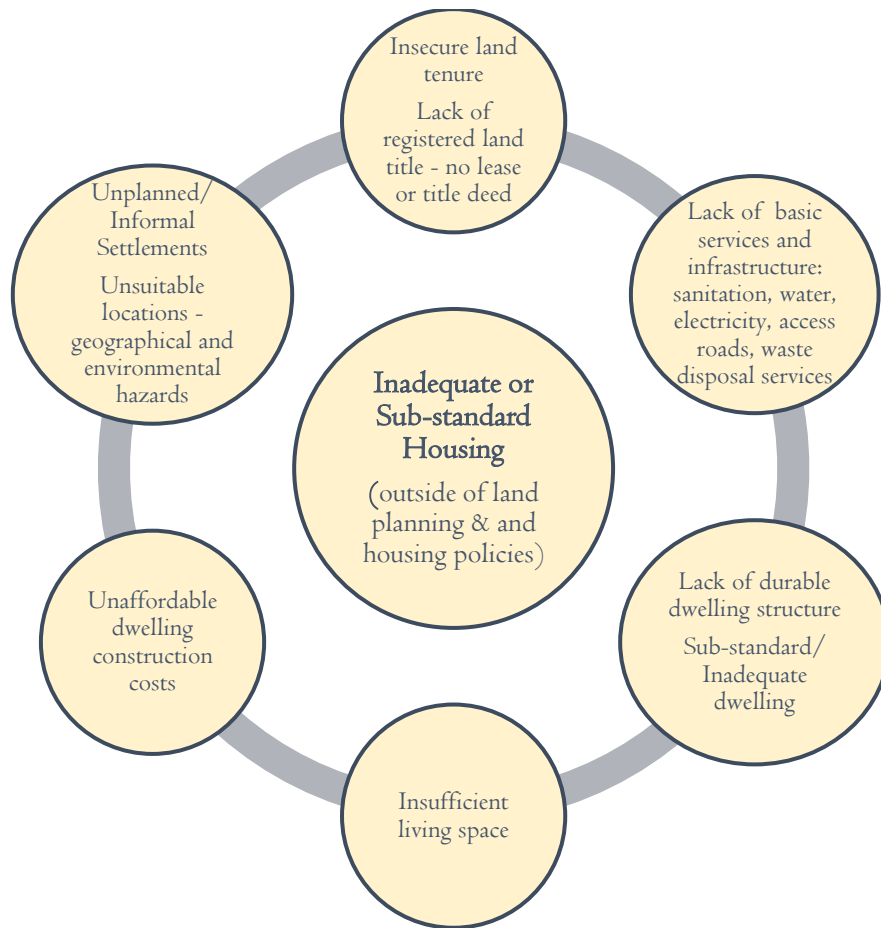 Insecure land
tenure
Lack of
registered land
title - no lease
or title deed
Lack of basic
services and
infrastructure:
sanitation, water,
electricity, access
roads, waste
disposal services
Lack of durable
dwelling structure
Sub-standard/
Inadequate
dwelling
Insufficient
living space
Unaffordable
dwelling
construction
costs
Unplanned/
Informal
Settlements
Unsuitable
locations -
geographical and
environmental
hazards
Inadequate or
Sub-standard
Housing
(outside of land
planning & and
housing policies)